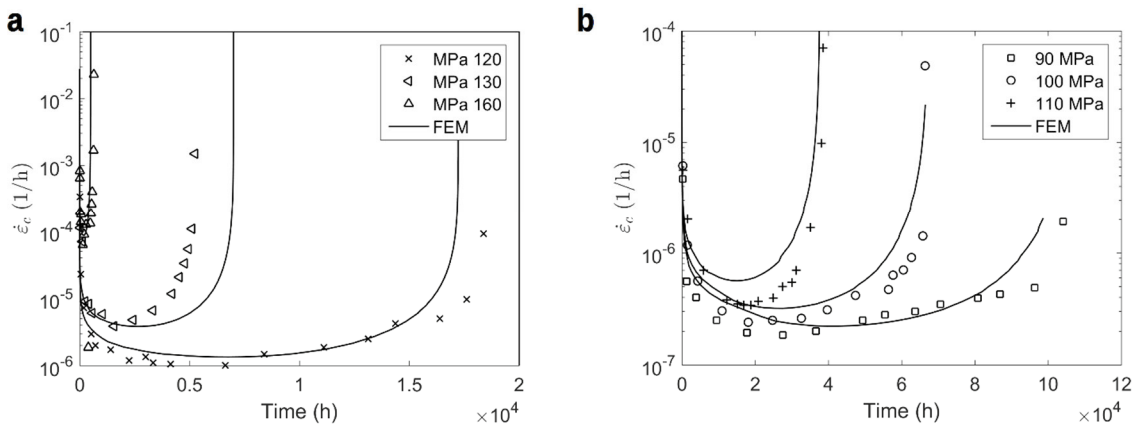 a
10^-1
10^-2
10^-3
10^-4
10^-5
10^-6
ε̇_c (1/h)
0
0.5
1
1.5
2
×10^4
Time (h)
MPa 120
MPa 130
MPa 160
FEM
b
10^-4
10^-5
10^-6
10^-7
ε̇_c (1/h)
0
2
4
6
8
10
12
×10^4
Time (h)
90 MPa
100 MPa
110 MPa
FEM